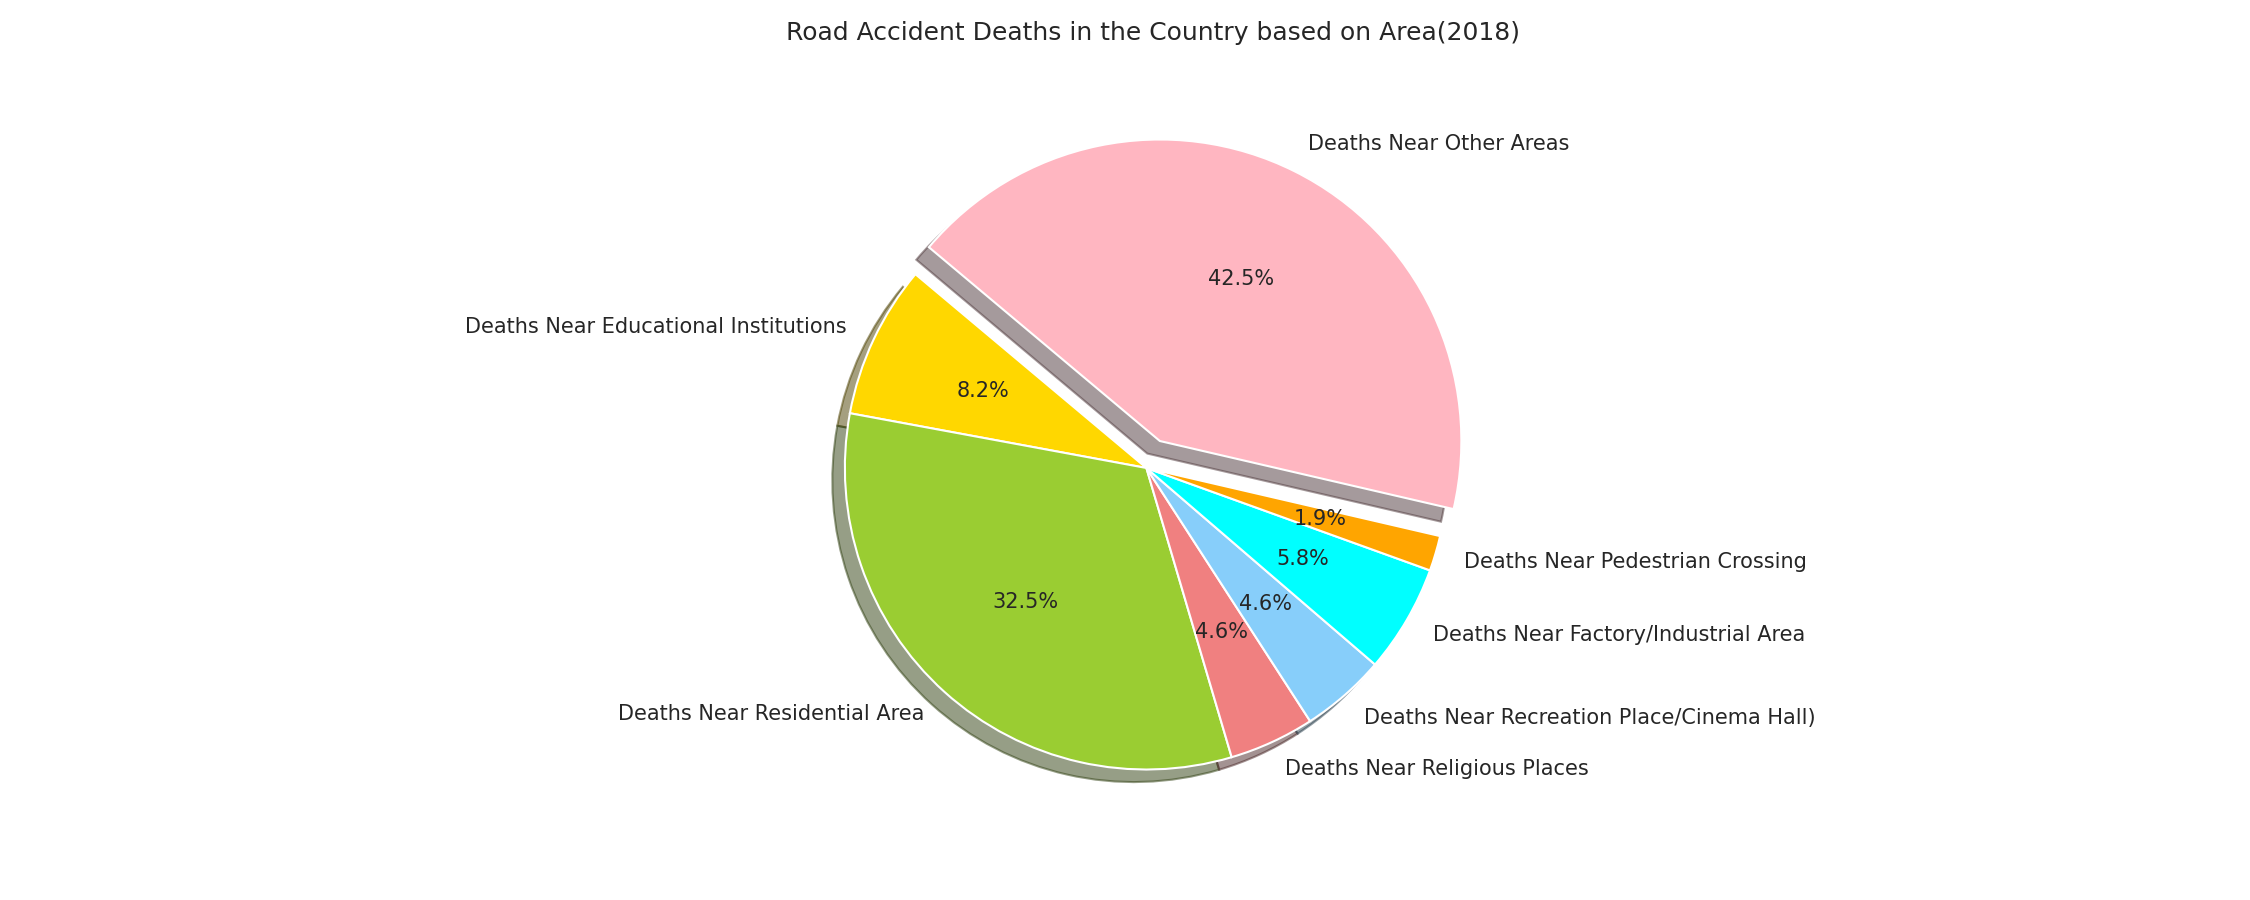 Road Accident Deaths in the Country based on Area(2018)
Deaths Near Other Areas
42.5%
Deaths Near Educational Institutions
8.2%
1.9%
5.8%
Deaths Near Pedestrian Crossing
32.5%
4.6%
4.6%
Deaths Near Factory/Industrial Area
Deaths Near Residential Area
Deaths Near Recreation Place/Cinema Hall)
Deaths Near Religious Places